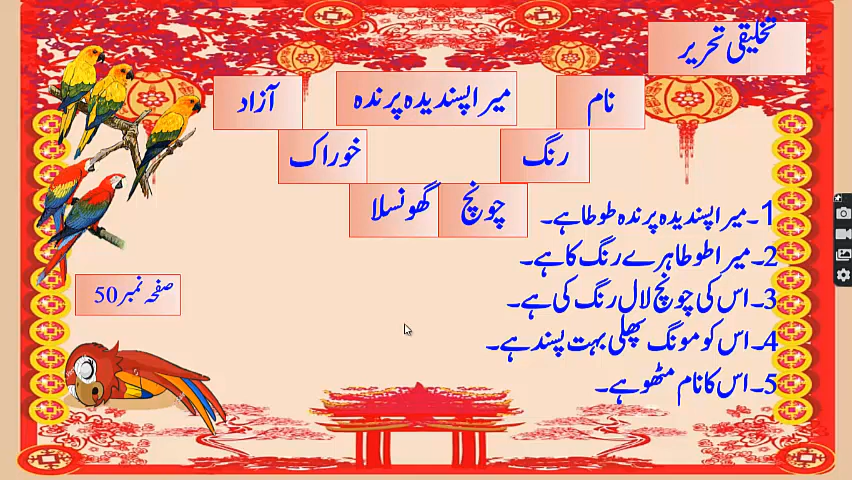 تخلیقی تحریر
نام
میرا پسندیدہ پرندہ
آزاد
رنگ
خوراک
چونچ
گھونسلا
1۔میرا پسندیدہ پرندہ طوطا ہے۔
2۔میرا طوطا ہرے رنگ کا ہے۔
3۔اس کی چونچ لال رنگ کی ہے۔
4۔اس کو مونگ پھلی بہت پسند ہے۔
5۔اس کا نام مٹھو ہے۔
صفحہ نمبر 50